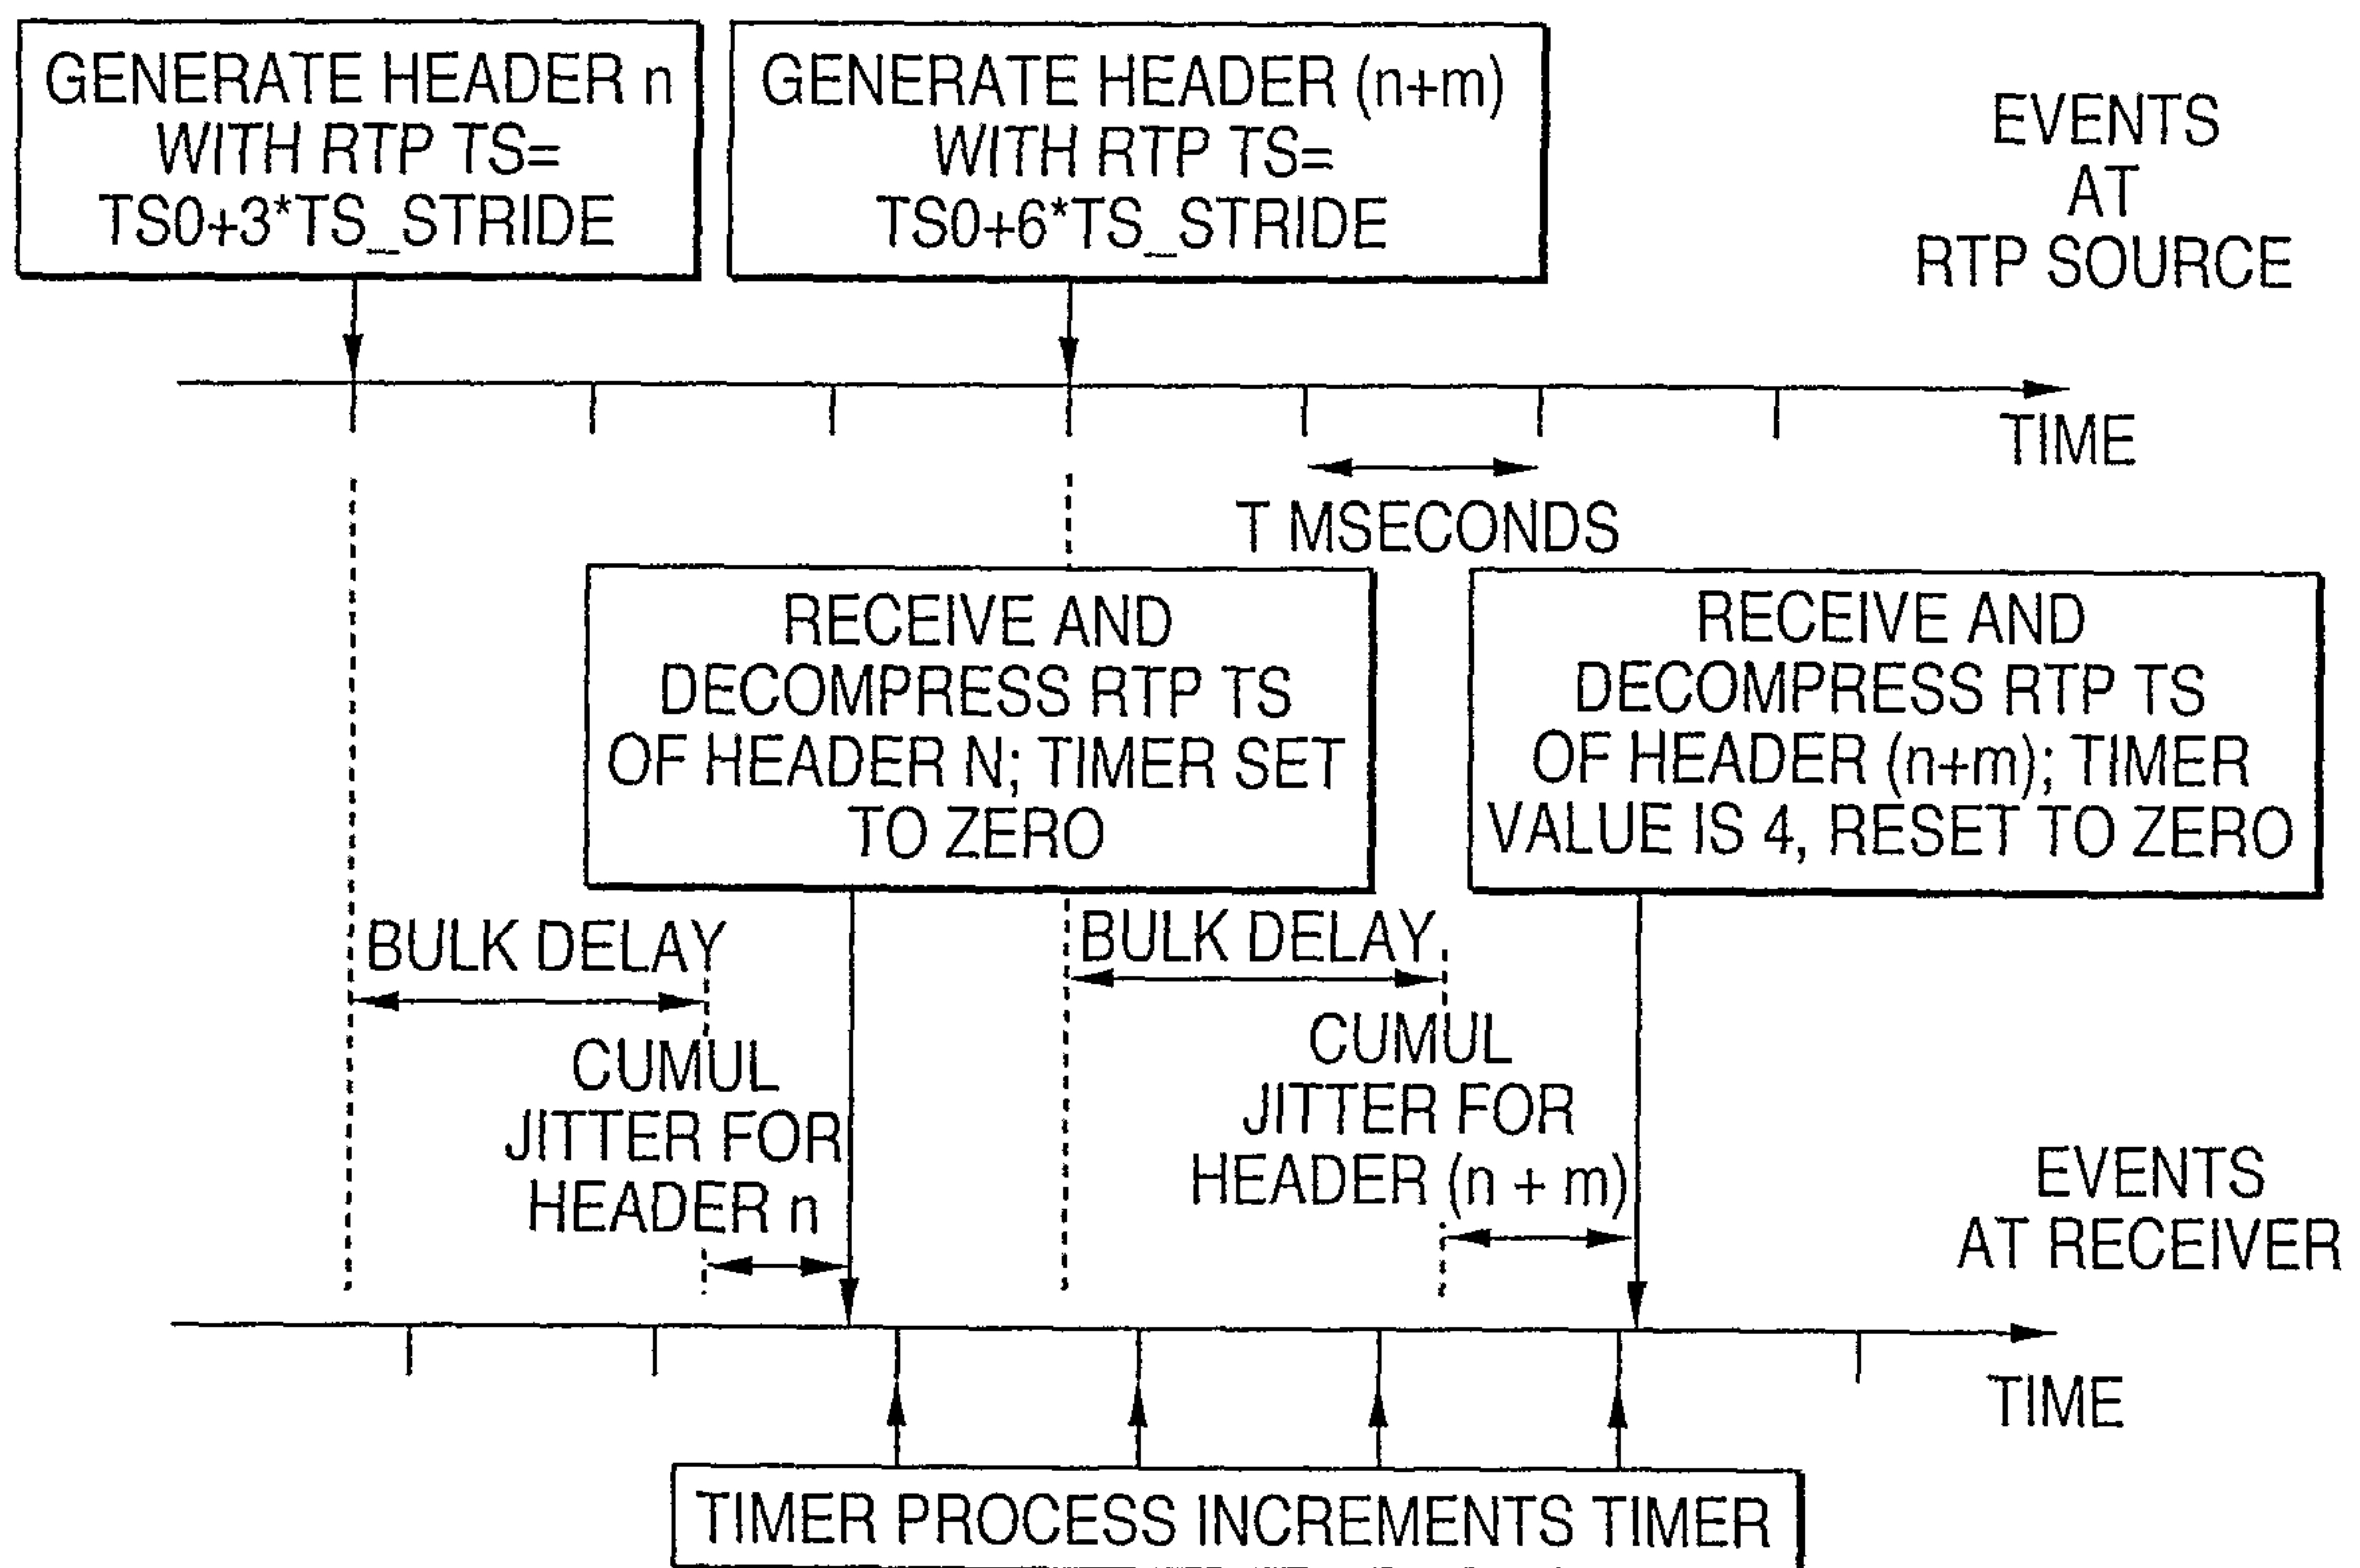 GENERATE HEADER n
WITH RTP TS=
TS0+3*TS_STRIDE
GENERATE HEADER (n+m)
WITH RTP TS=
TS0+6*TS_STRIDE
EVENTS
AT
RTP SOURCE
TIME
T MSECONDS
RECEIVE AND
DECOMPRESS RTP TS
OF HEADER N; TIMER SET
TO ZERO
RECEIVE AND
DECOMPRESS RTP TS
OF HEADER (n+m); TIMER
VALUE IS 4, RESET TO ZERO
BULK DELAY
BULK DELAY
CUMUL
JITTER FOR
HEADER n
CUMUL
JITTER FOR
HEADER (n + m)
EVENTS
AT RECEIVER
TIME
TIMER PROCESS INCREMENTS TIMER